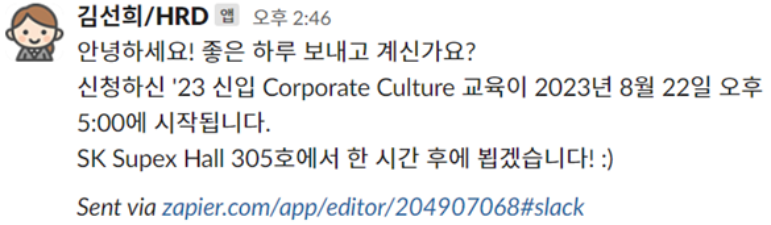 김선희/HRD 앱 오후 2:46
안녕하세요! 좋은 하루 보내고 계신가요?
신청하신 '23 신입 Corporate Culture 교육이 2023년 8월 22일 오후
5:00에 시작됩니다.
SK Supex Hall 305호에서 한 시간 후에 뵙겠습니다! :)
Sent via zapier.com/app/editor/204907068#slack